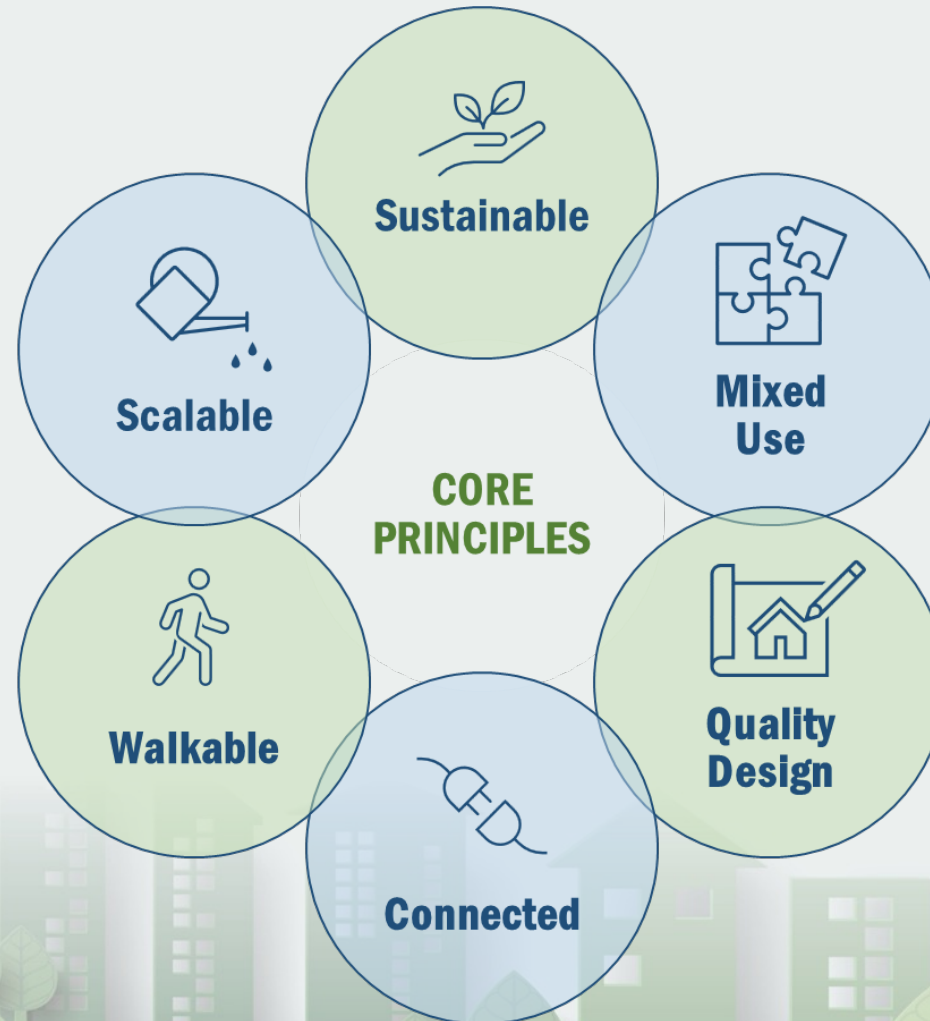 Sustainable
Mixed
Use
Scalable
CORE
PRINCIPLES
Quality
Design
Walkable
Connected